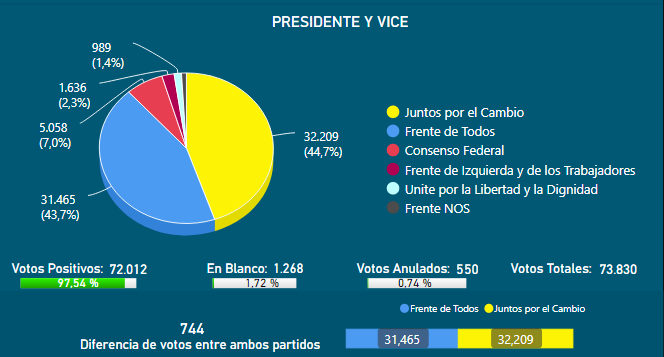 PRESIDENTE Y VICE
989
(1,4%)
1.636
(2,3%)
5.058
(7,0%)
31.465
(43,7%)
32.209
(44,7%)
Juntos por el Cambio
Frente de Todos
Consenso Federal
Frente de Izquierda y de los Trabajadores
Unite por la Libertad y la Dignidad
Frente NOS
Votos Positivos: 72.012
97,54 %
En Blanco: 1.268
1,72 %
Votos Anulados: 550
0,74 %
Votos Totales: 73.830
Frente de Todos Juntos por el Cambio
744
Diferencia de votos entre ambos partidos
31,465 32,209